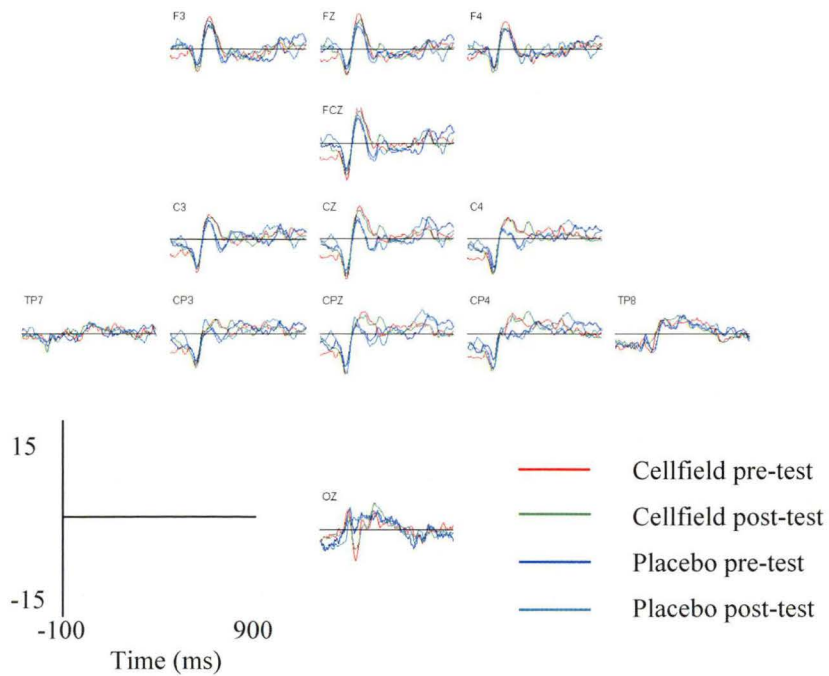 F3 FZ F4
FCZ
C3 CZ C4
TP7 CP3 CPZ CP4 TP8
15
-15
-100 900
Time (ms)
OZ
Cellfield pre-test
Cellfield post-test
Placebo pre-test
Placebo post-test